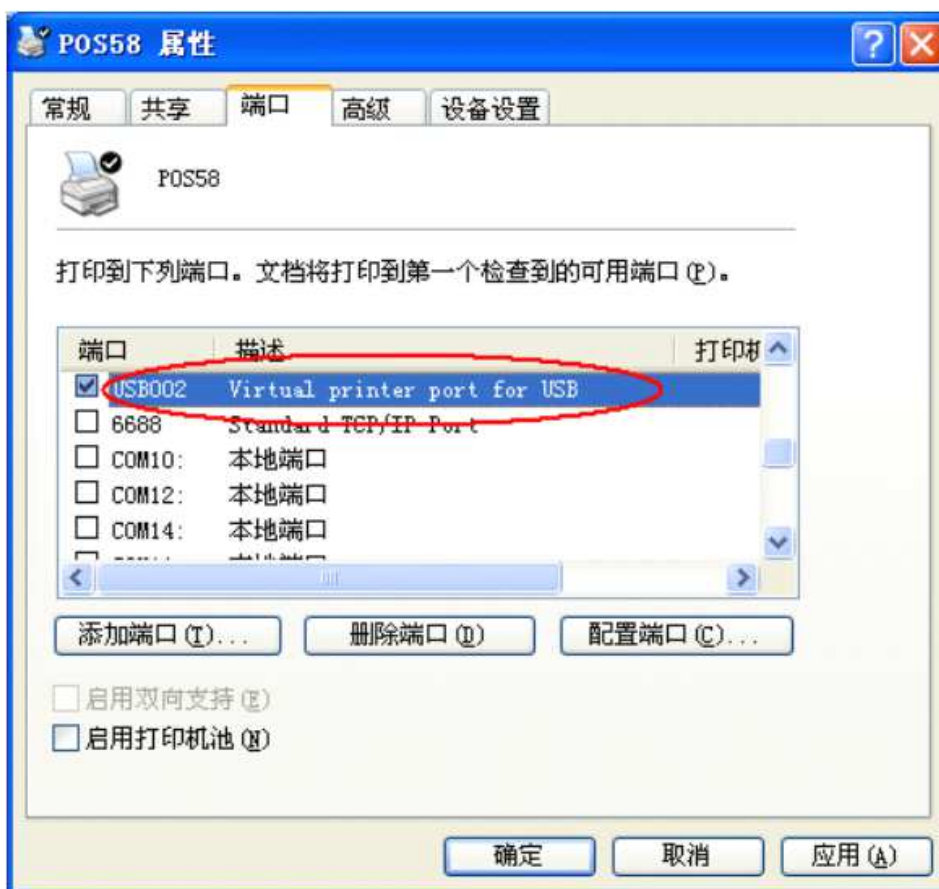 POS58 属性
常规 共享 端口 高级 设备设置
POS58
打印到下列端口。文档将打印到第一个检查到的可用端口(P)。
端口 描述 打印
USB002 Virtual printer port for USB
6688 Standard TCP/IP Port
COM10: 本地端口
COM12: 本地端口
COM14: 本地端口
添加端口(T)... 删除端口(D) 配置端口(C)...
启用双向支持(E)
启用打印机池(N)
确定 取消 应用(A)